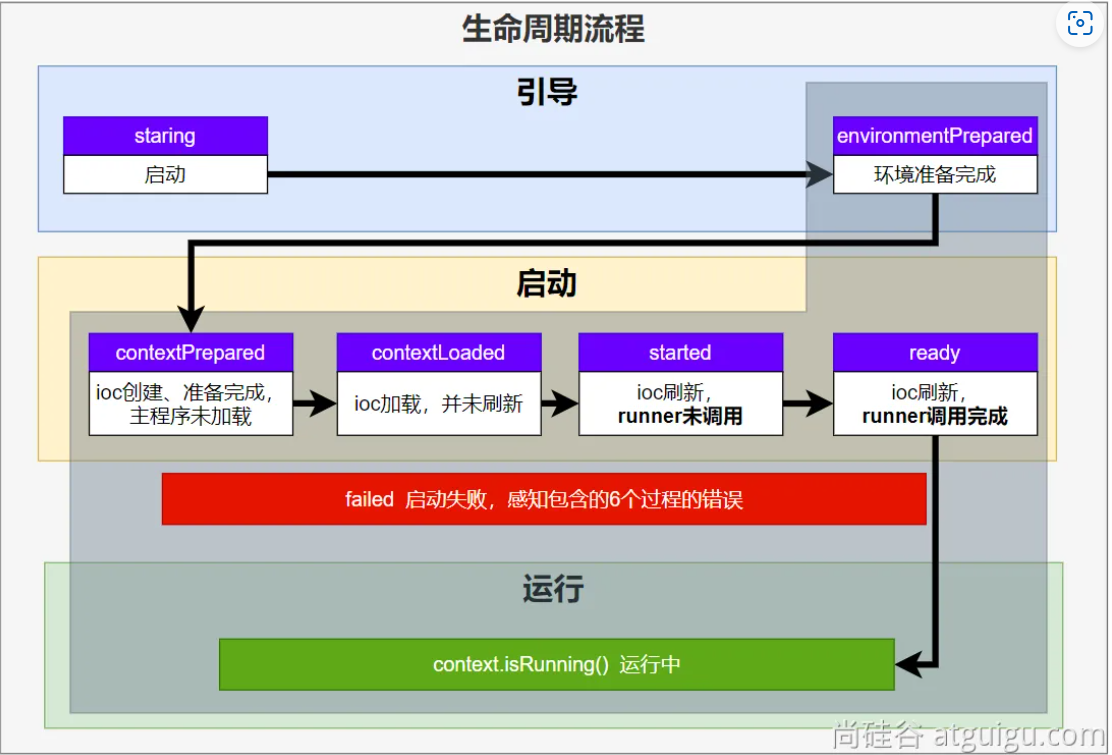 生命周期流程
引导
staring
启动
environmentPrepared
环境准备完成
启动
contextPrepared
ioc创建、准备完成，
主程序未加载
contextLoaded
ioc加载，并未刷新
started
ioc刷新，
runner未调用
ready
ioc刷新，
runner调用完成
failed 启动失败，感知包含的6个过程的错误
运行
context.isRunning() 运行中
尚硅谷 atguigu.com